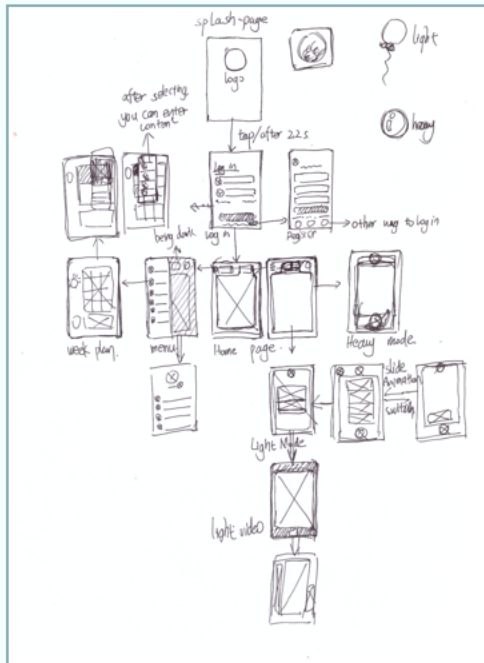 splash-page
logo
light
heavy
after selecting
you can enter
content
tap/after 2.2s
Log in
being dark
Log in
Register
other way to log in
week plan.
menu
Home page.
Heavy mode.
slide
Animation
switch
Light Mode
light video